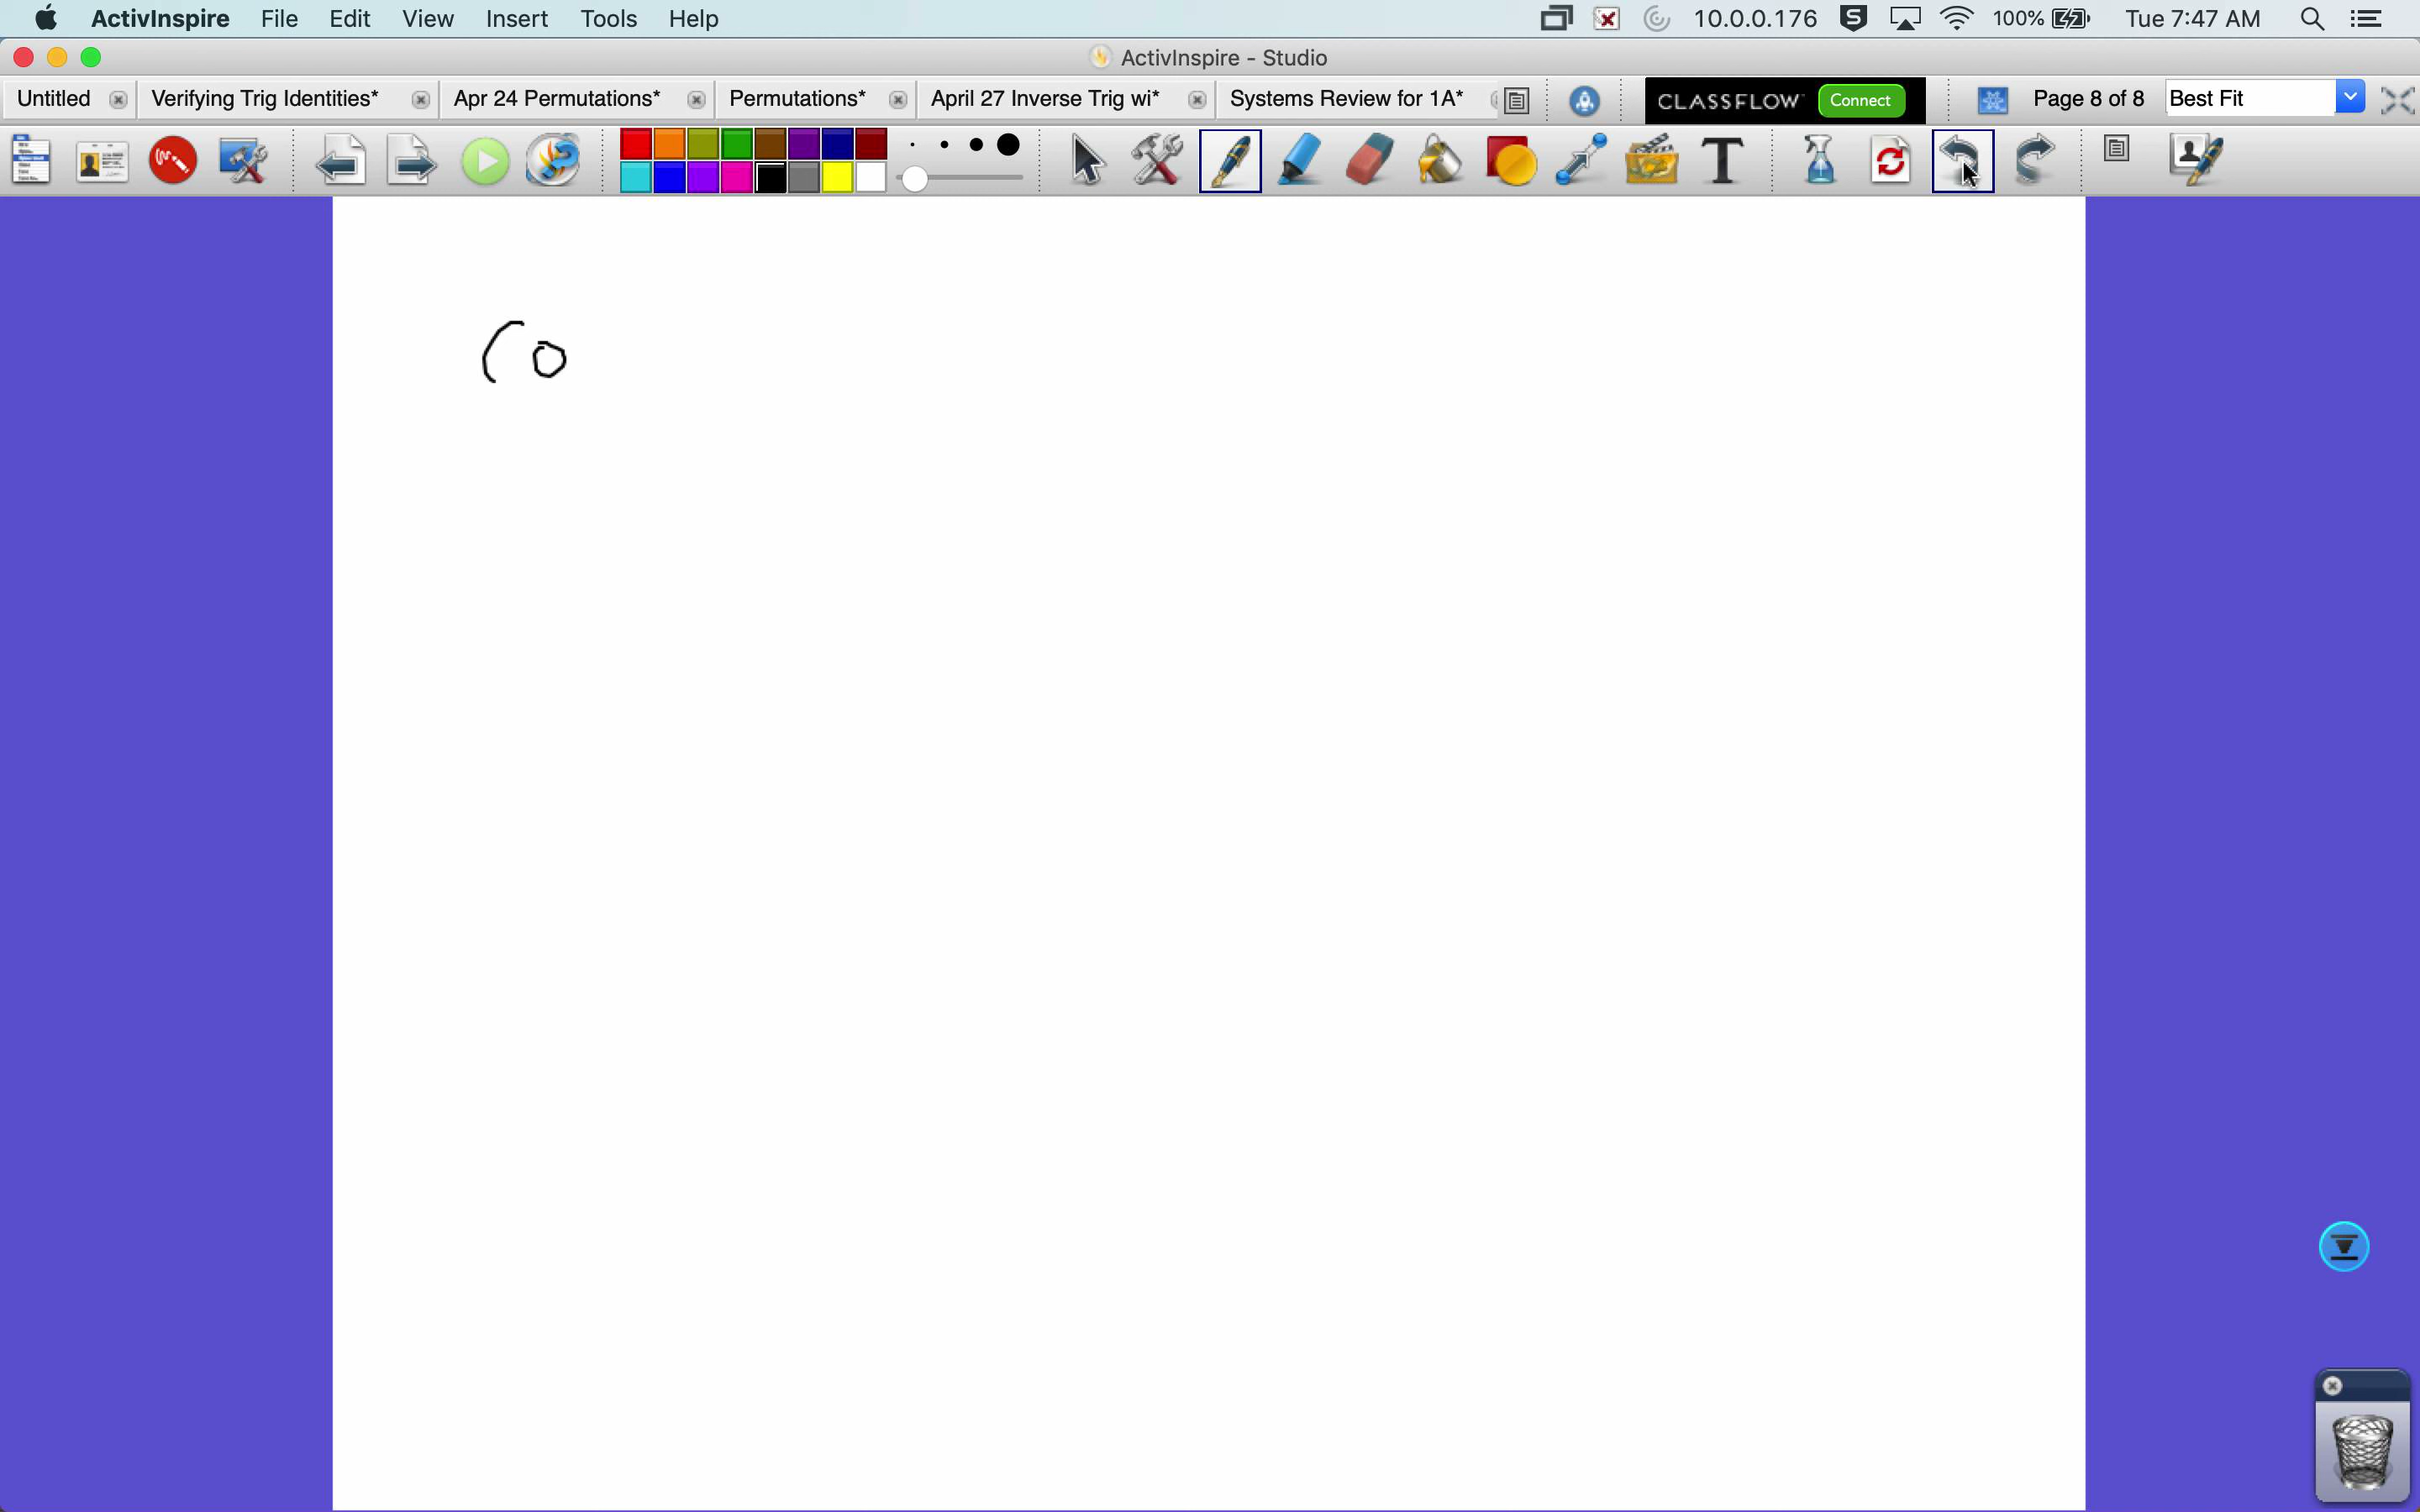 ActivInspire File Edit View Insert Tools Help 10.0.0.176 100% Tue 7:47 AM
ActivInspire - Studio
Untitled Verifying Trig Identities* Apr 24 Permutations* Permutations* April 27 Inverse Trig wi* Systems Review for 1A* CLASSFLOW Connect Page 8 of 8 Best Fit
T
Co